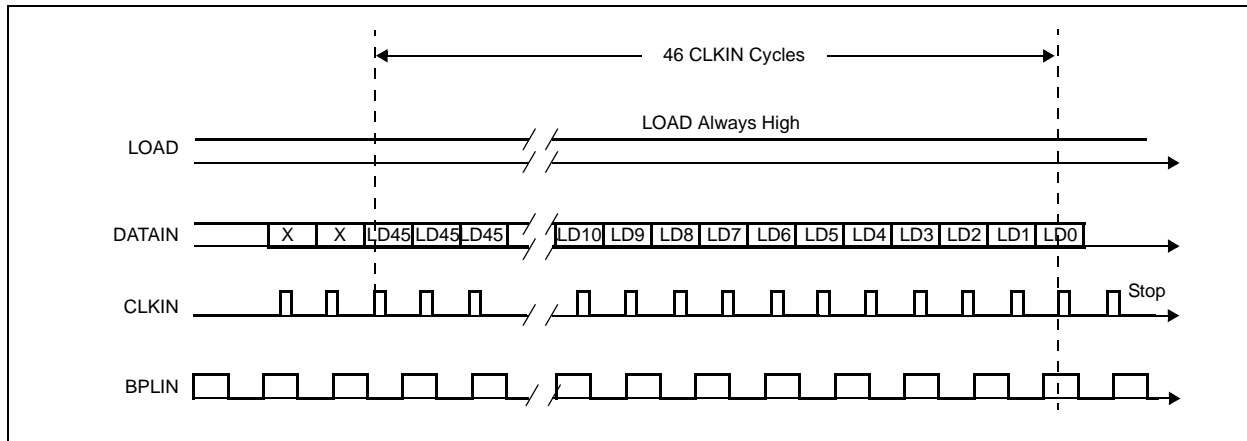 46 CLKIN Cycles
LOAD Always High
LOAD
DATAIN
X X LD45 LD45 LD45 LD10 LD9 LD8 LD7 LD6 LD5 LD4 LD3 LD2 LD1 LD0
CLKIN
Stop
BPLIN